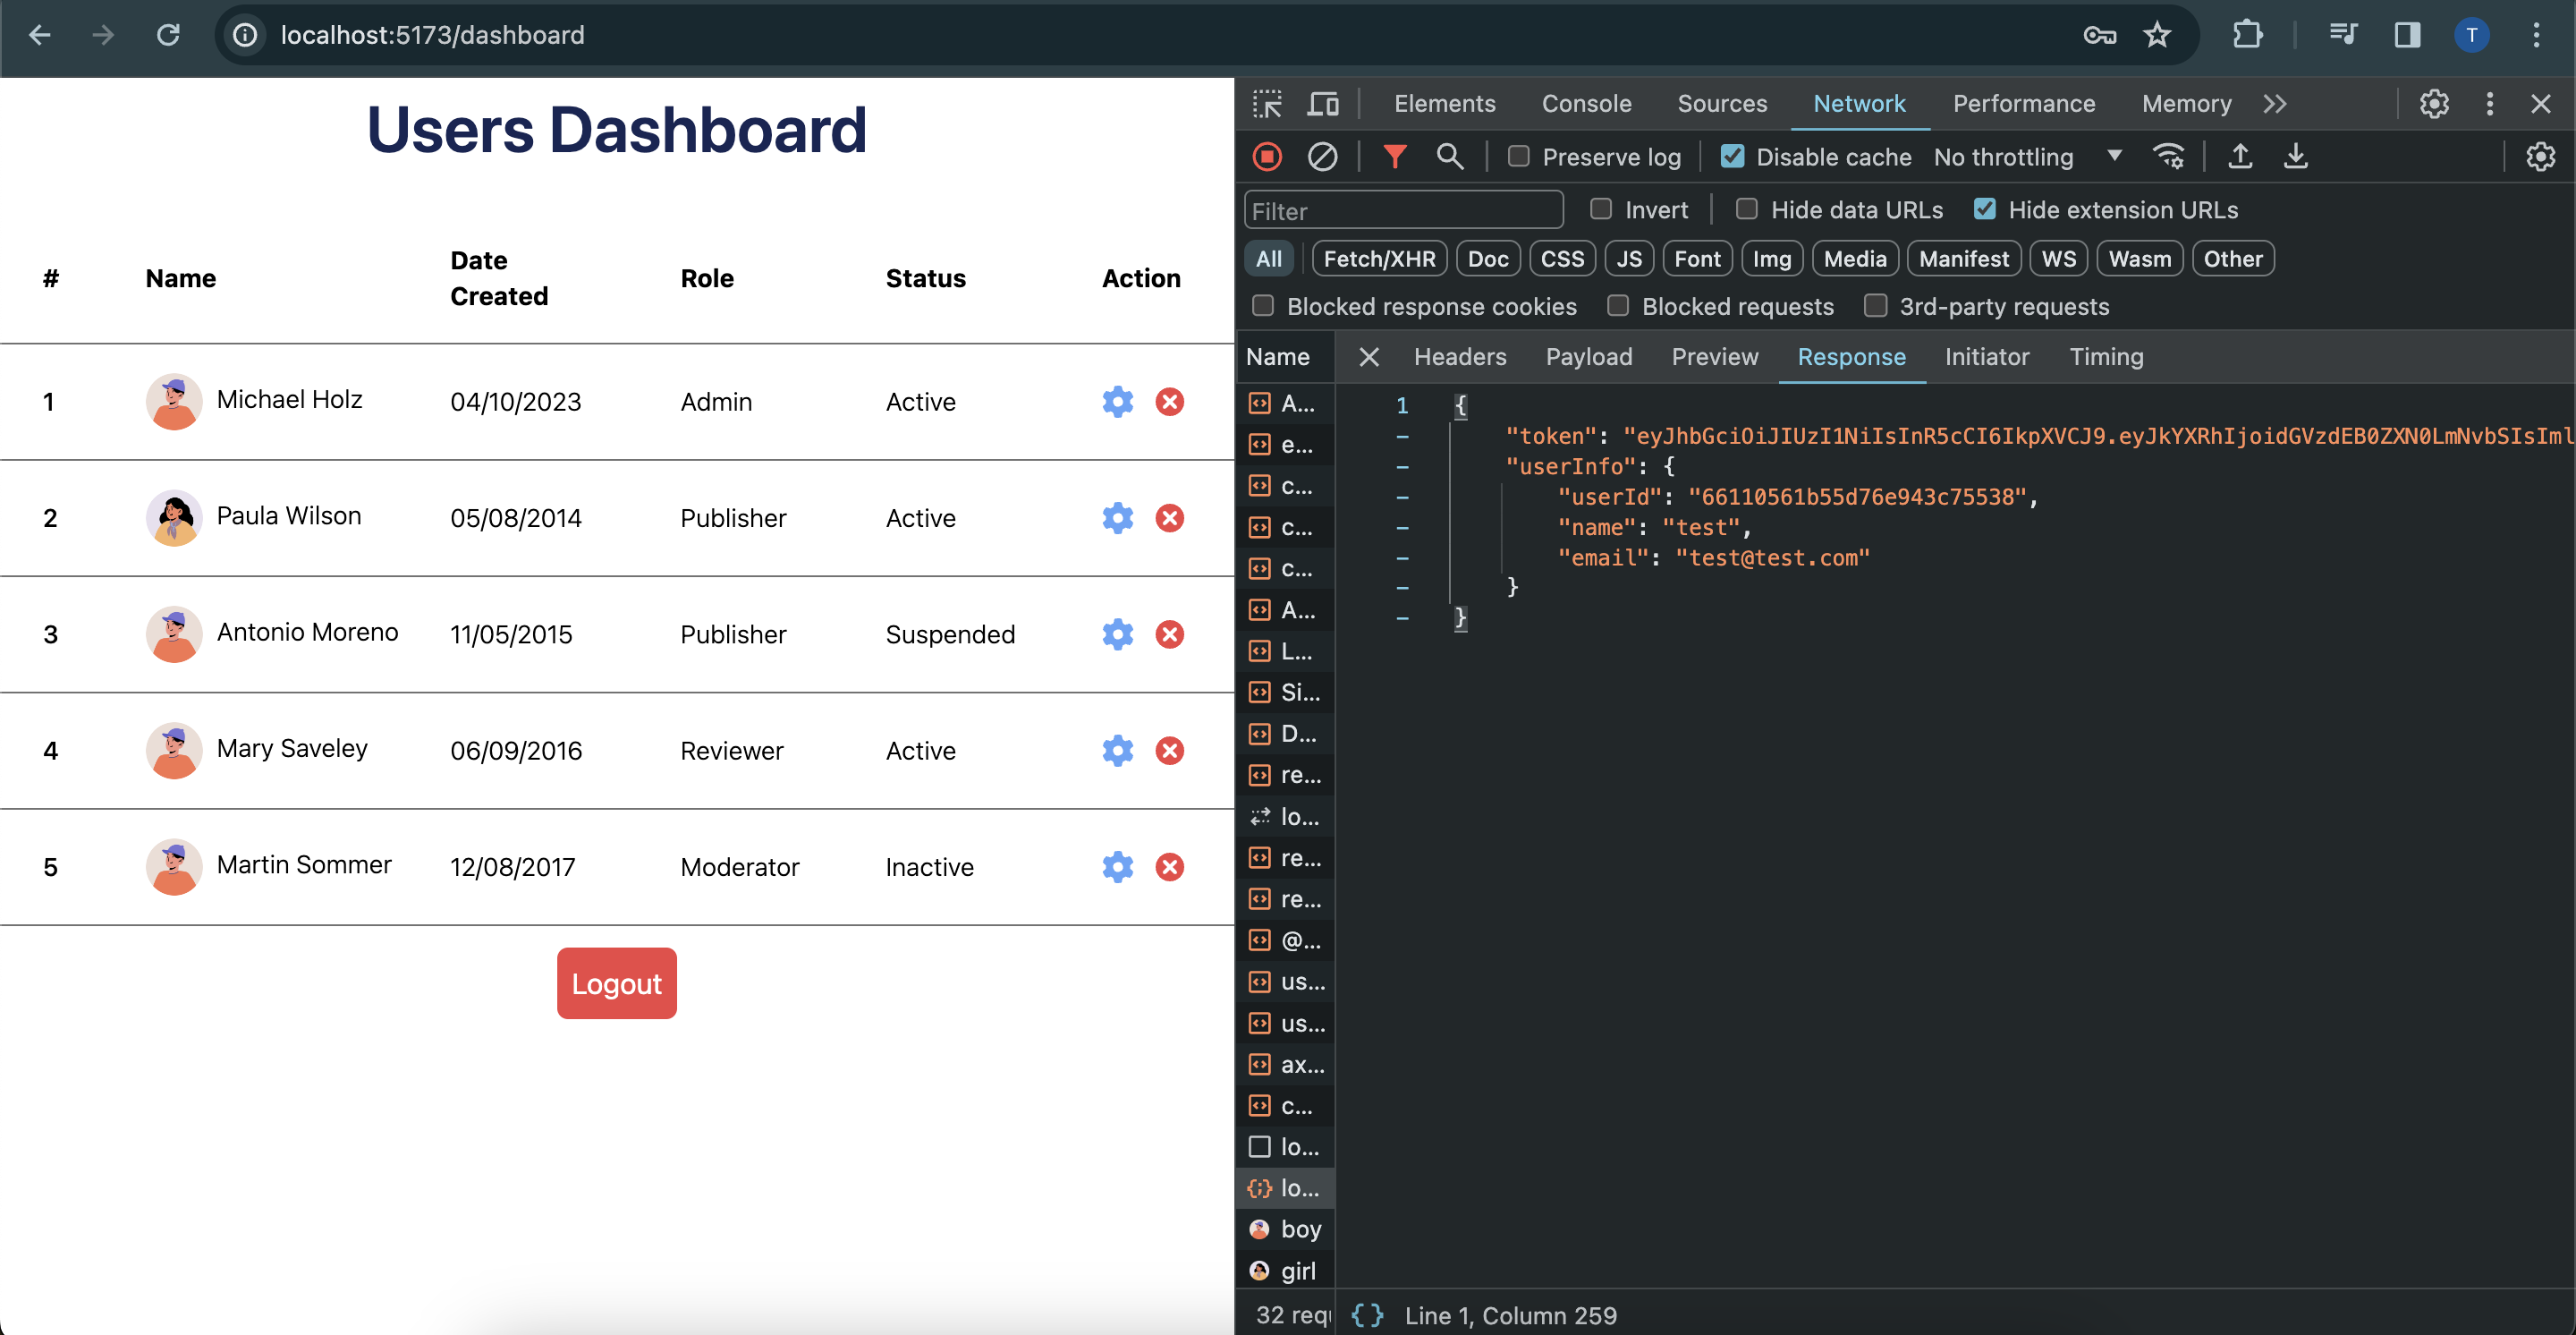 localhost:5173/dashboard
T
Users Dashboard
# Name Date Created Role Status Action
1 Michael Holz 04/10/2023 Admin Active
2 Paula Wilson 05/08/2014 Publisher Active
3 Antonio Moreno 11/05/2015 Publisher Suspended
4 Mary Saveley 06/09/2016 Reviewer Active
5 Martin Sommer 12/08/2017 Moderator Inactive
Logout
Elements Console Sources Network Performance Memory
Preserve log Disable cache No throttling
Filter Invert Hide data URLs Hide extension URLs
All Fetch/XHR Doc CSS JS Font Img Media Manifest WS Wasm Other
Blocked response cookies Blocked requests 3rd-party requests
Name Headers Payload Preview Response Initiator Timing
A...
e...
c...
c...
c...
A...
L...
Si...
D...
re...
lo...
re...
re...
@...
us...
us...
ax...
c...
lo...
lo...
boy
girl
1 {
- "token": "eyJhbGciOiJIUzI1NiIsInR5cCI6IkpXVCJ9.eyJkYXRhIjoidGVzdEB0ZXN0LmNvbSIsIml
- "userInfo": {
- "userId": "66110561b55d76e943c75538",
- "name": "test",
- "email": "test@test.com"
- }
- }
32 requ
{ } Line 1, Column 259